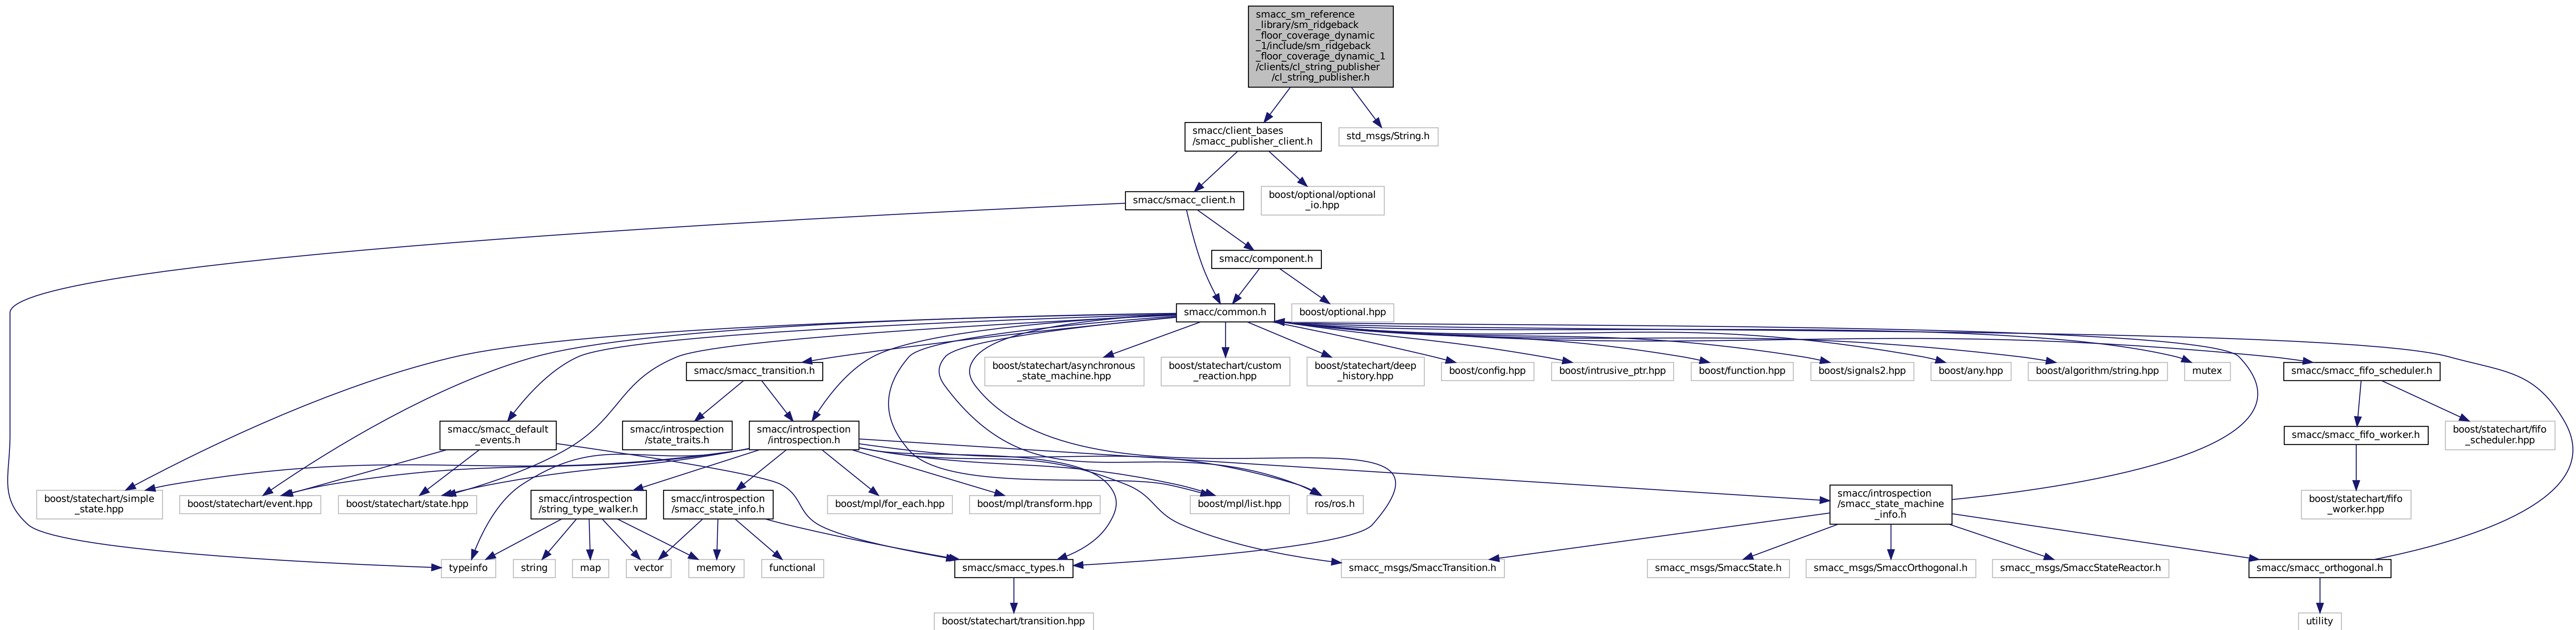 smacc_sm_reference
_library/sm_ridgeback
_floor_coverage_dynamic
_1/include/sm_ridgeback
_floor_coverage_dynamic_1
/clients/cl_string_publisher
/cl_string_publisher.h
smacc/client_bases
/smacc_publisher_client.h
std_msgs/String.h
smacc/smacc_client.h
boost/optional/optional
_io.hpp
smacc/component.h
smacc/common.h
boost/optional.hpp
smacc/smacc_transition.h
boost/statechart/asynchronous
_state_machine.hpp
boost/statechart/custom
_reaction.hpp
boost/statechart/deep
_history.hpp
boost/config.hpp
boost/intrusive_ptr.hpp
boost/function.hpp
boost/signals2.hpp
boost/any.hpp
boost/algorithm/string.hpp
mutex
smacc/smacc_fifo_scheduler.h
smacc/smacc_default
_events.h
smacc/introspection
/state_traits.h
smacc/introspection
/introspection.h
smacc/smacc_fifo_worker.h
boost/statechart/fifo
_scheduler.hpp
boost/statechart/simple
_state.hpp
boost/statechart/event.hpp
boost/statechart/state.hpp
smacc/introspection
/string_type_walker.h
smacc/introspection
/smacc_state_info.h
boost/mpl/for_each.hpp
boost/mpl/transform.hpp
boost/mpl/list.hpp
ros/ros.h
smacc/introspection
/smacc_state_machine
_info.h
boost/statechart/fifo
_worker.hpp
typeinfo
string
map
vector
memory
functional
smacc/smacc_types.h
smacc_msgs/SmaccTransition.h
smacc_msgs/SmaccState.h
smacc_msgs/SmaccOrthogonal.h
smacc_msgs/SmaccStateReactor.h
smacc/smacc_orthogonal.h
boost/statechart/transition.hpp
utility